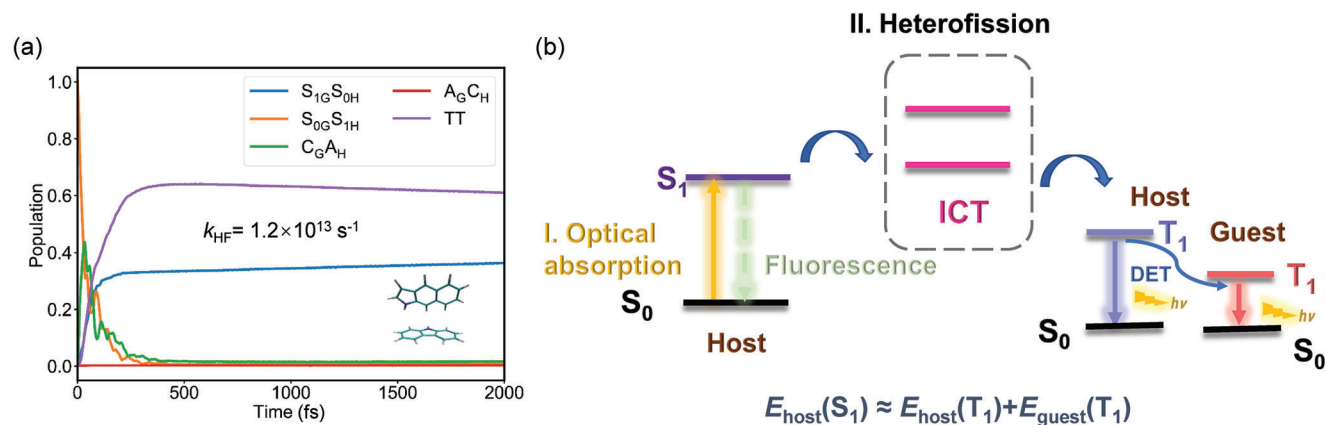 (a)
1.0
0.8
0.6
0.4
0.2
0.0
Population
S₁GS₀H
S₀GS₁H
CGAH
AGCH
TT
kHF= 1.2×10¹³ s⁻¹
0
500
1000
1500
2000
Time (fs)
(b)
II. Heterofission
S₁
ICT
I. Optical
absorption
Fluorescence
S₀
Host
Host
T₁
Guest
DET
T₁
hν
hν
S₀
S₀
Ehost(S₁) ≈ Ehost(T₁)+Eguest(T₁)